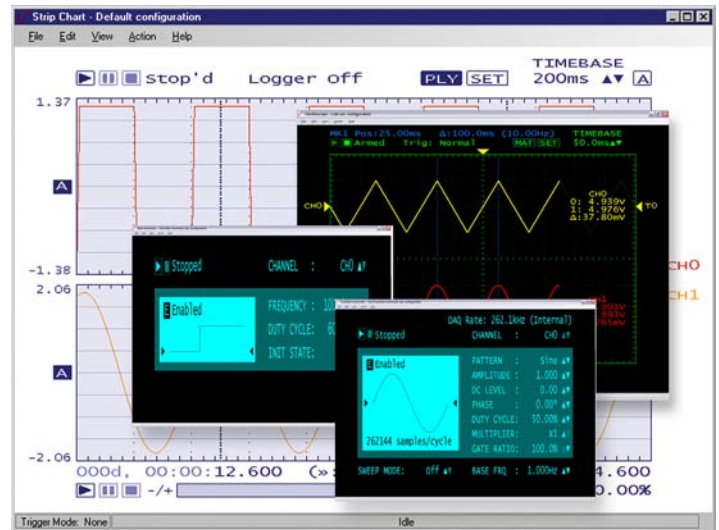 Strip Chart - Default configuration
File Edit View Action Help
Stop'd Logger Off PLY SET
TIMEBASE
200ms A
1.37
A
-1.38
2.06
A
-2.06
CH0
CH1
000d, 00:00:12.600 (»:
4.600
-/+
0.00%
Trigger Mode: None
Idle
MK1 Pos:25.00ms Δ:100.0ms (10.00Hz) TIMEBASE
Armed Trig: Normal MAT SET 50.0ms
CH0
CH0
0: 4.939V
1: 4.976V
Δ:37.80mV
T0
Stopped CHANNEL : CH0
E Enabled
FREQUENCY: 100
DUTY CYCLE: 60
INIT STATE:
DAQ Rate: 262.1kHz (Internal)
Stopped CHANNEL : CH0
E Enabled
PATTERN : Sine
AMPLITUDE : 1.000
DC LEVEL : 0.00
PHASE : 0.00°
DUTY CYCLE: 50.00%
MULTIPLIER: X1
GATE RATIO: 100.0%
262144 samples/cycle
SWEEP MODE: Off BASE FRQ : 1.000Hz